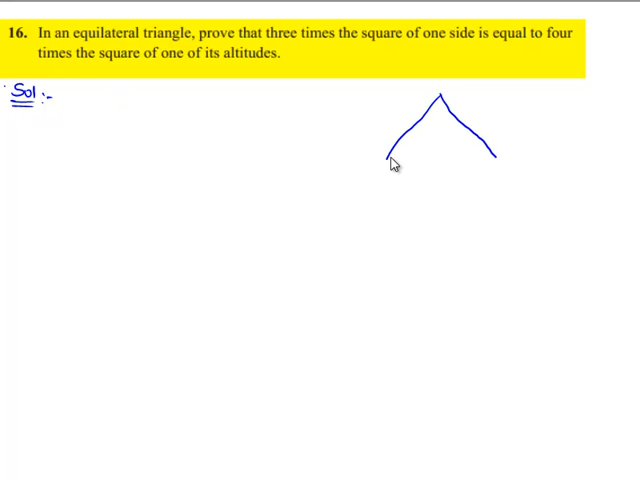 16. In an equilateral triangle, prove that three times the square of one side is equal to four
times the square of one of its altitudes.
Sol :-